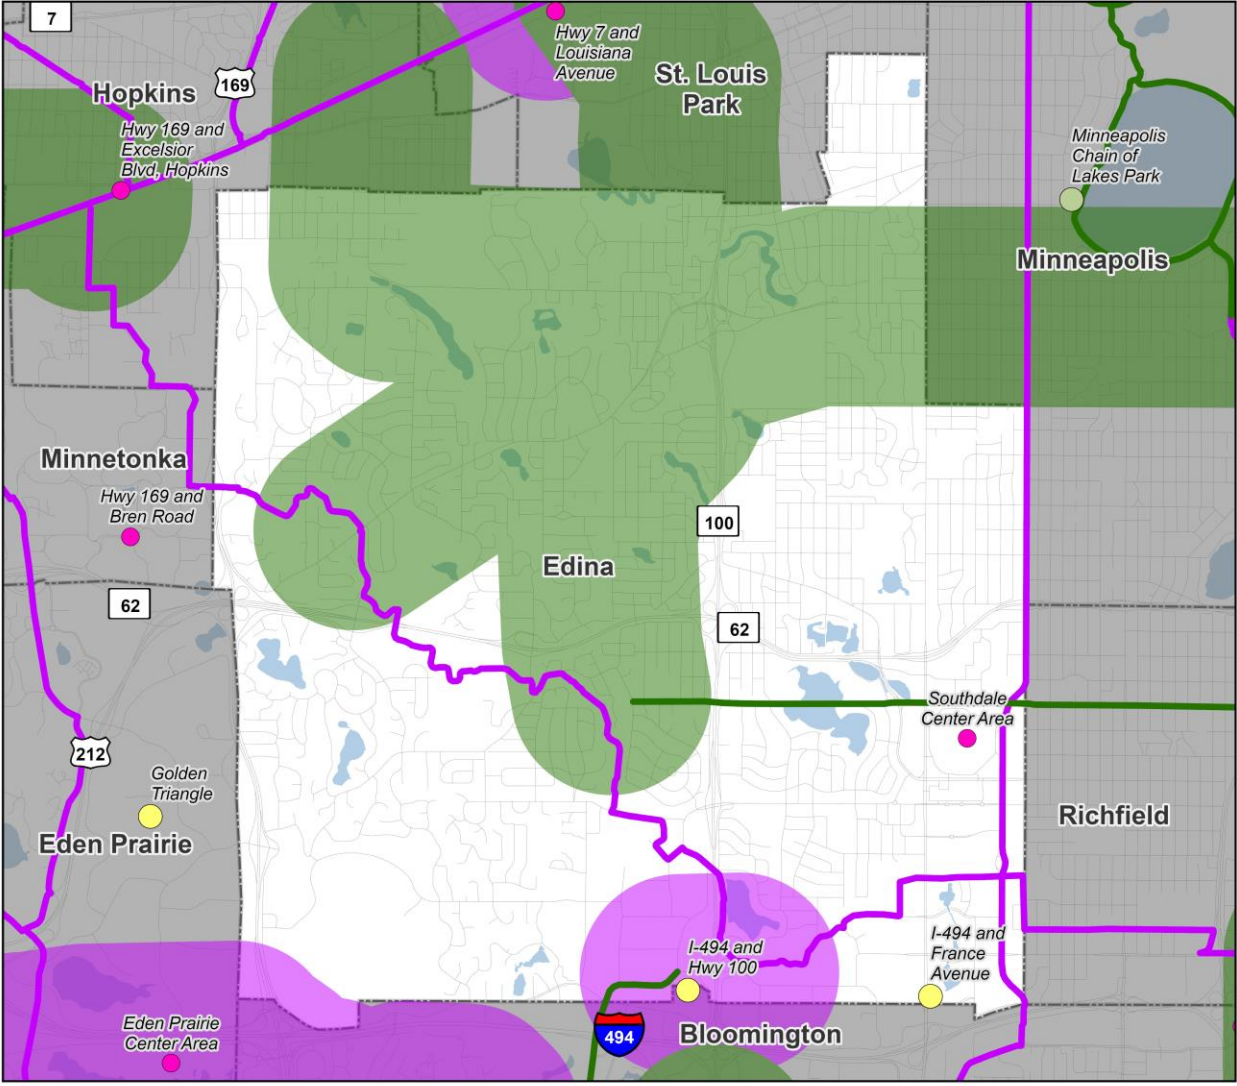 7
Hwy 7 and
Louisiana
Avenue
169
Hopkins
St. Louis
Park
Hwy 169 and
Excelsior
Blvd, Hopkins
Minneapolis
Chain of
Lakes Park
Minneapolis
Minnetonka
Hwy 169 and
Bren Road
100
Edina
62
62
Southdale
Center Area
212
Golden
Triangle
Eden Prairie
Richfield
I-494 and
Hwy 100
I-494 and
France
Avenue
Eden Prairie
Center Area
494
Bloomington